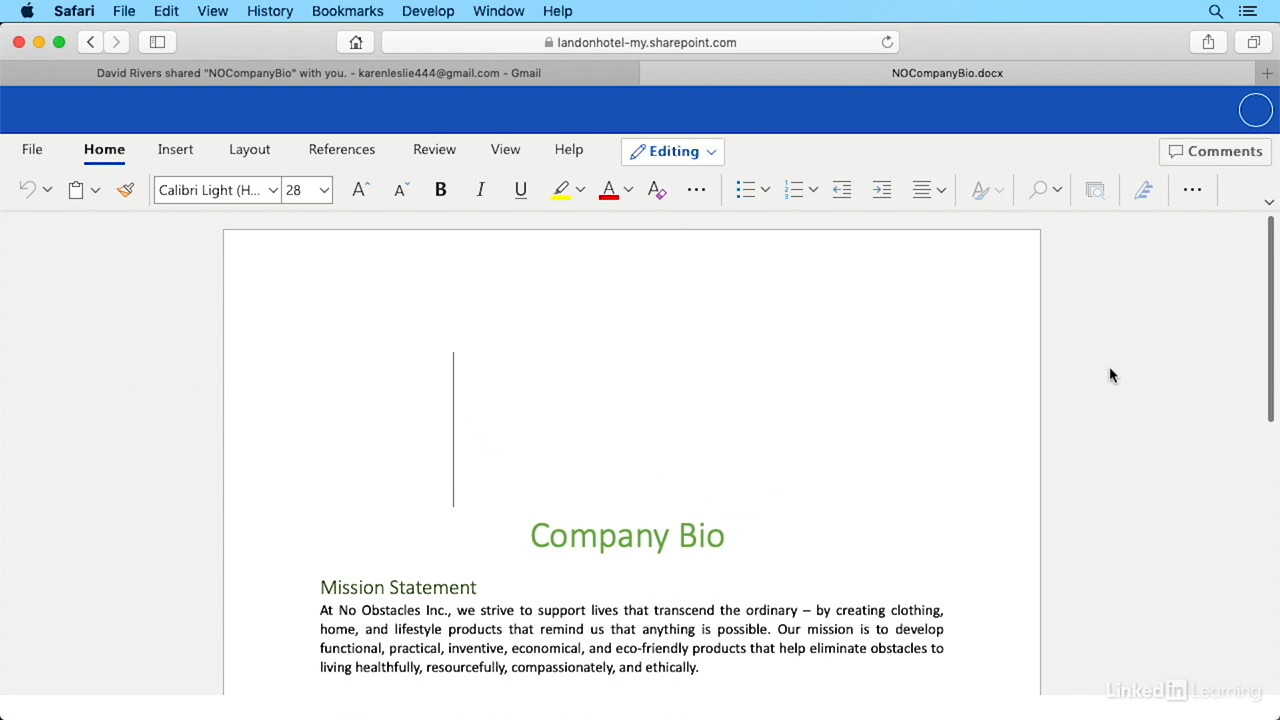 Safari File Edit View History Bookmarks Develop Window Help
landonhotel-my.sharepoint.com
David Rivers shared "NOCompanyBio" with you. - karenleslie444@gmail.com - Gmail
NOCompanyBio.docx
File Home Insert Layout References Review View Help Editing Comments
Calibri Light (H... 28 A A B I U A A
Company Bio
Mission Statement
At No Obstacles Inc., we strive to support lives that transcend the ordinary – by creating clothing,
home, and lifestyle products that remind us that anything is possible. Our mission is to develop
functional, practical, inventive, economical, and eco-friendly products that help eliminate obstacles to
living healthfully, resourcefully, compassionately, and ethically.
Linked in Learning